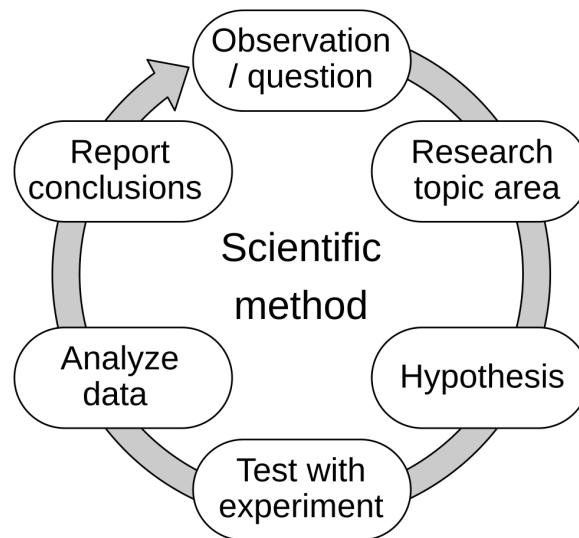 Observation
/ question
Research
topic area
Hypothesis
Test with
experiment
Analyze
data
Report
conclusions
Scientific
method